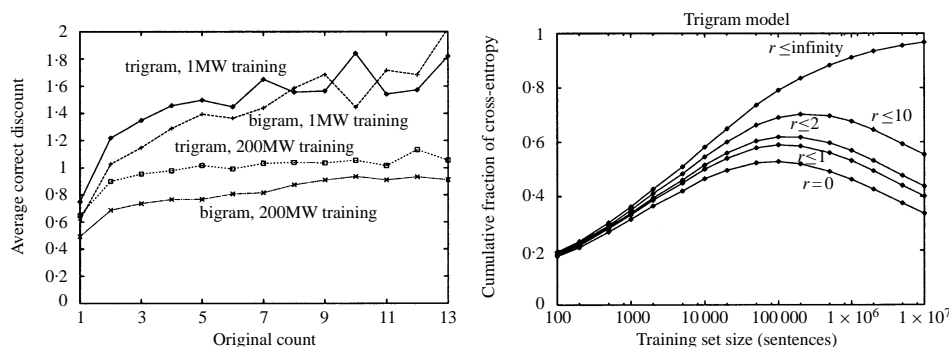 2
1·8
1·6
1·4
1·2
1
0·8
0·6
0·4
0·2
0
Average correct discount
trigram, 1MW training
bigram, 1MW training
trigram, 200MW training
bigram, 200MW training
1 3 5 7 9 11 13
Original count
Trigram model
1
0·8
0·6
0·4
0·2
0
Cumulative fraction of cross-entropy
r ≤ infinity
r ≤ 10
r ≤ 2
r ≤ 1
r = 0
100 1000 10 000 100 000 1 × 10⁶ 1 × 10⁷
Training set size (sentences)